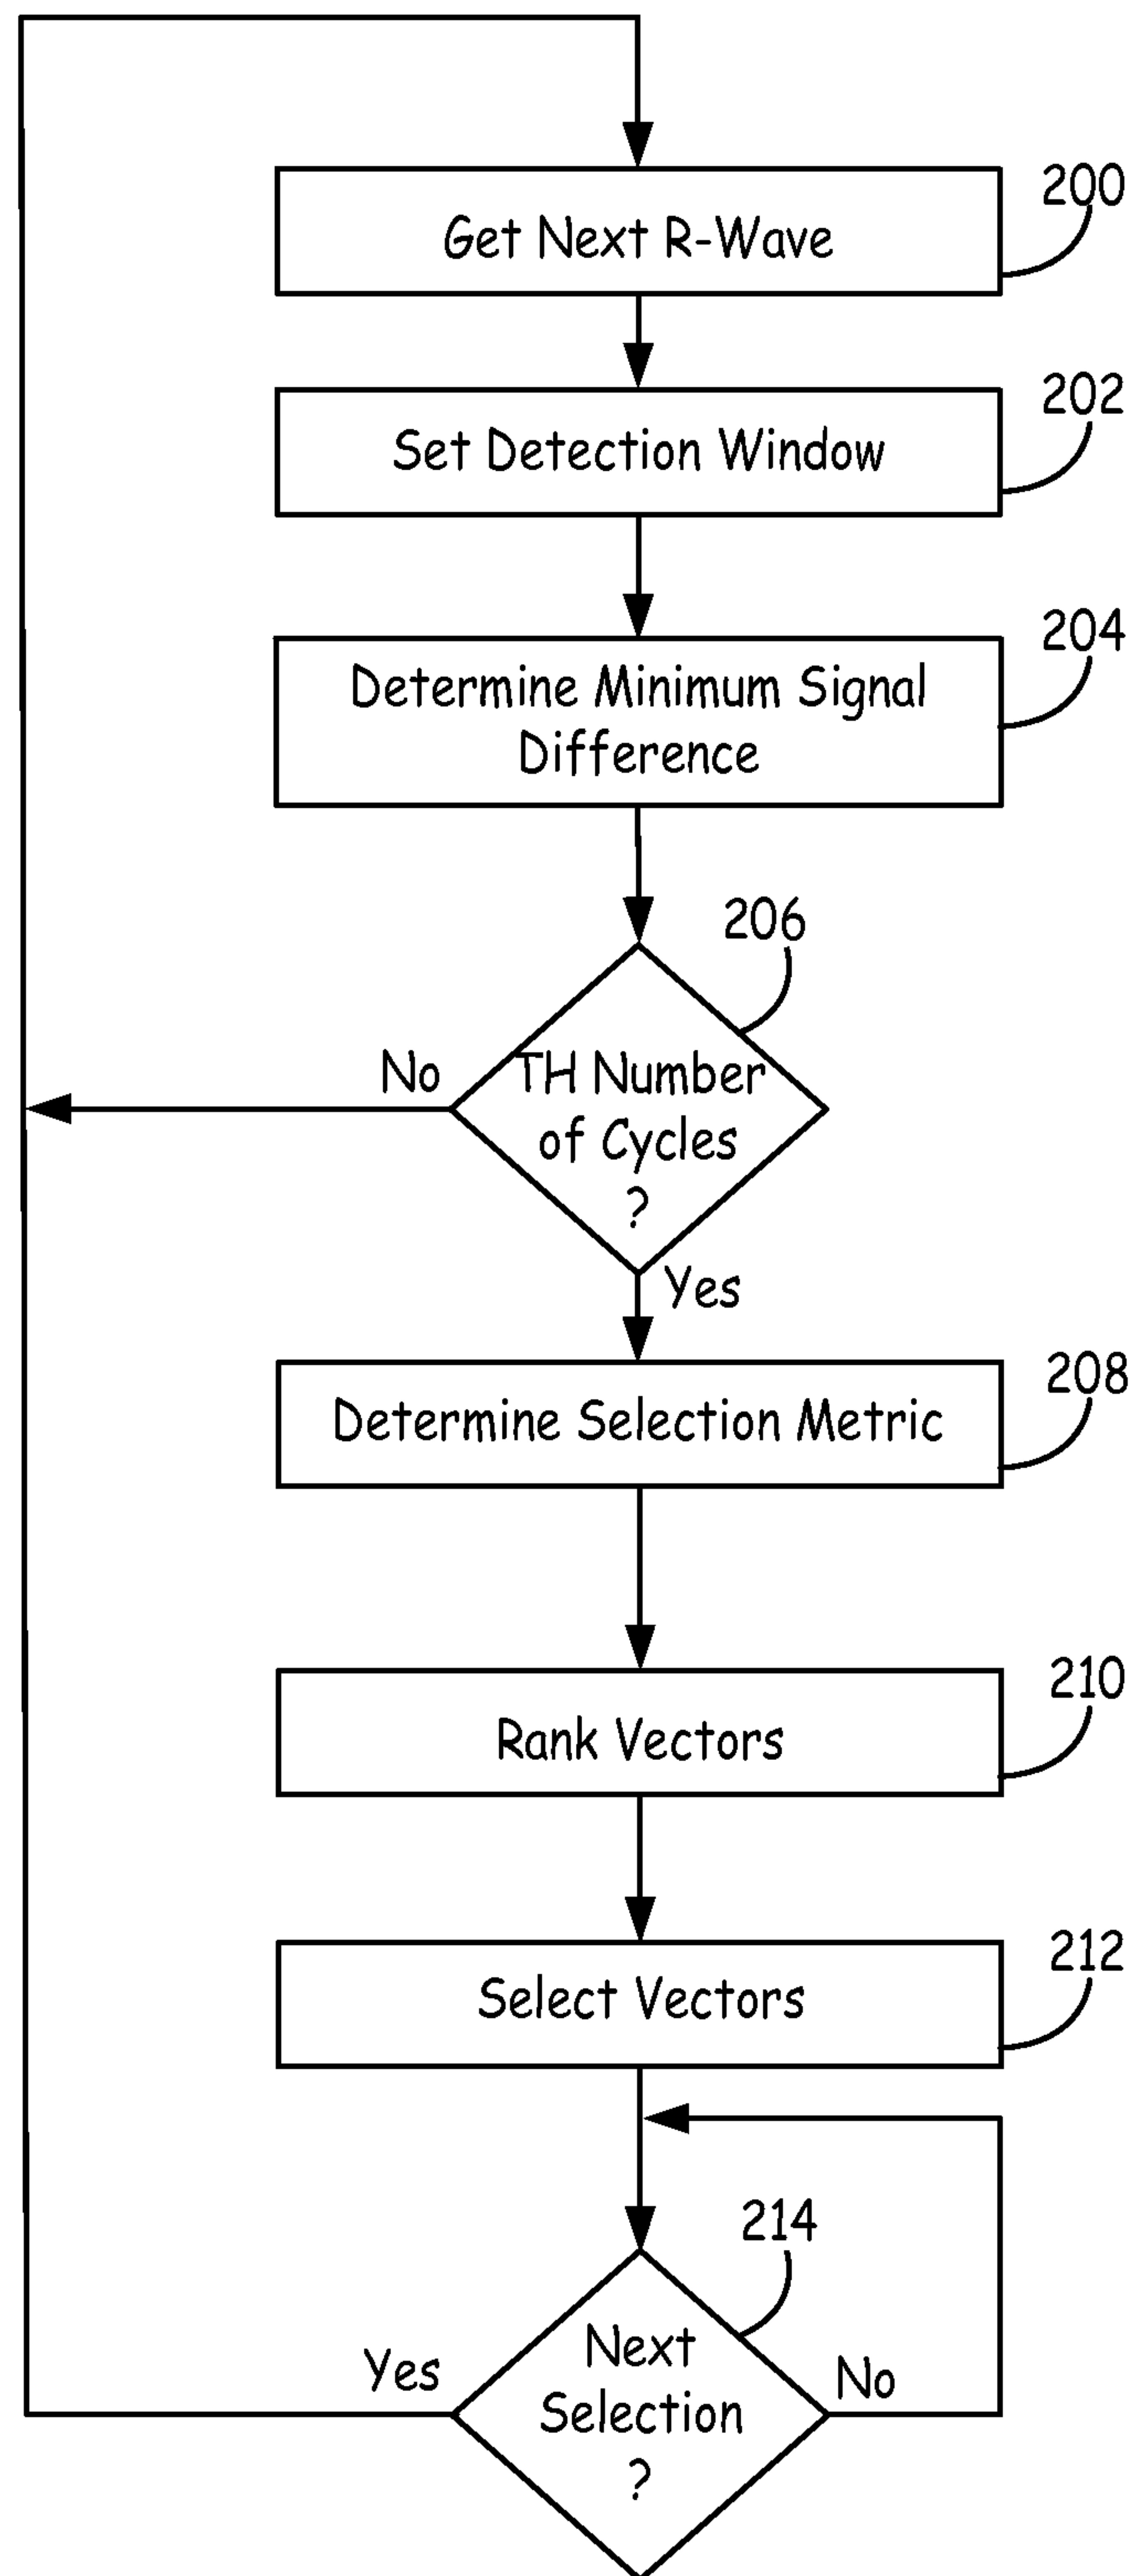 200
Get Next R-Wave
202
Set Detection Window
204
Determine Minimum Signal
Difference
206
No
TH Number
of Cycles
?
Yes
208
Determine Selection Metric
210
Rank Vectors
212
Select Vectors
214
Yes
Next
Selection
?
No